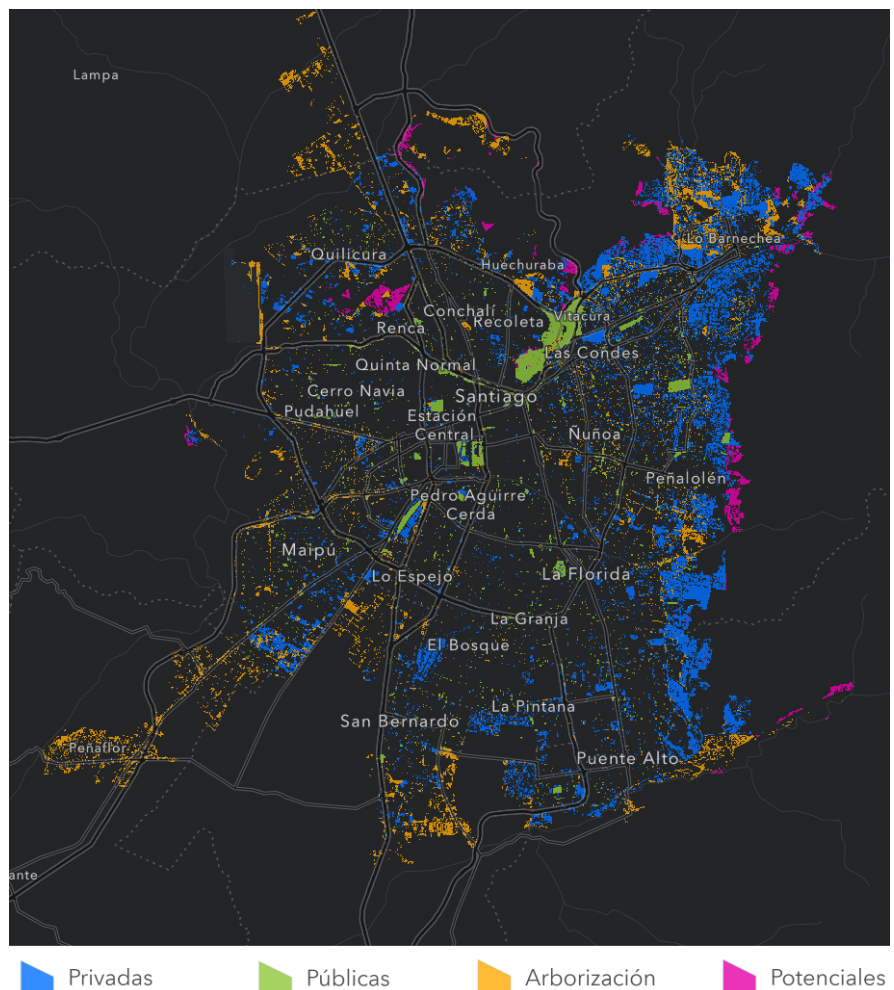 Lampa
Lo Barnechea
Quilicura
Huechuraba
Conchalí
Recoleta
Vitacura
Renca
Las Condes
Quinta Normal
Cerro Navia
Santiago
Pudahuel
Estación
Central
Ñuñoa
Peñalolén
Pedro Aguirre
Cerda
Maipú
Lo Espejo
La Florida
La Granja
El Bosque
La Pintana
San Bernardo
Peñaflor
Puente Alto
ante
Privadas
Públicas
Arborización
Potenciales